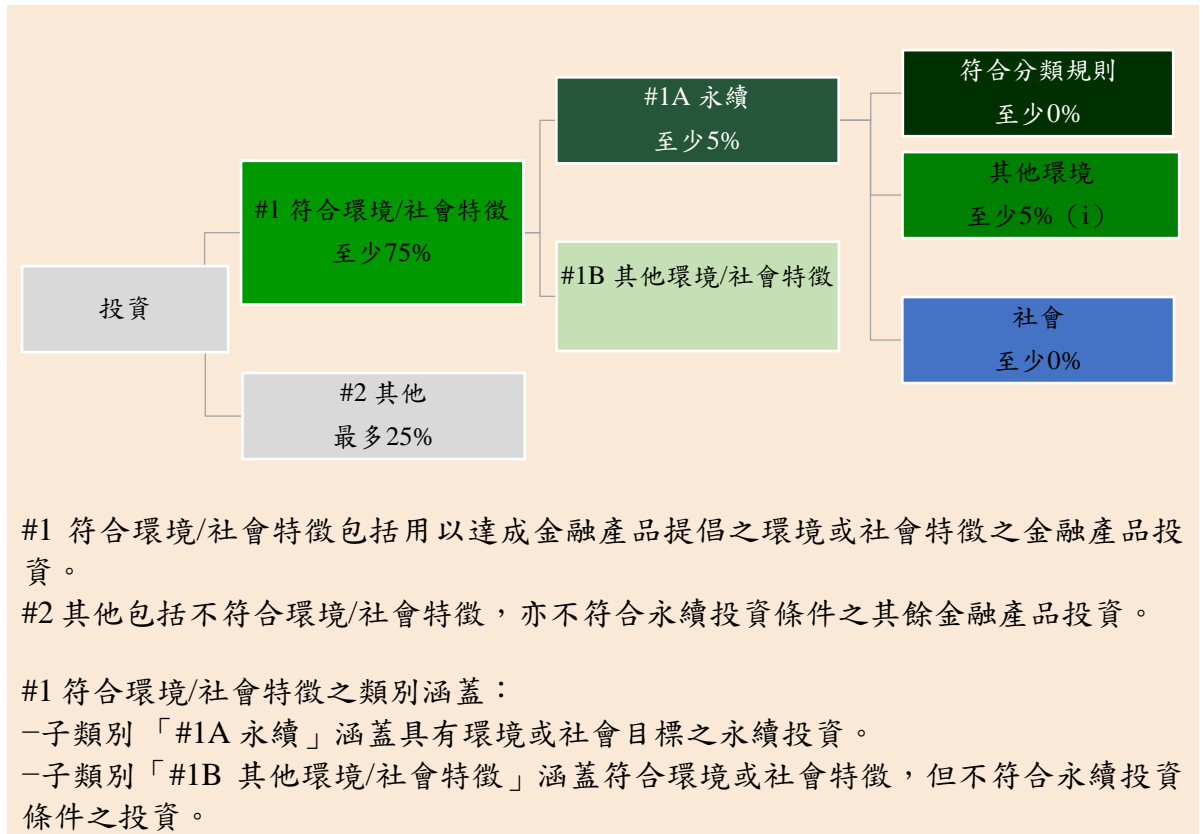 符合分類規則
至少0%
#1A 永續
至少5%
其他環境
至少5%（i）
#1 符合環境/社會特徵
至少75%
#1B 其他環境/社會特徵
投資
社會
至少0%
#2 其他
最多25%
#1 符合環境/社會特徵包括用以達成金融產品提倡之環境或社會特徵之金融產品投
資。
#2 其他包括不符合環境/社會特徵，亦不符合永續投資條件之其餘金融產品投資。
#1 符合環境/社會特徵之類別涵蓋：
−子類別「#1A 永續」涵蓋具有環境或社會目標之永續投資。
−子類別「#1B 其他環境/社會特徵」涵蓋符合環境或社會特徵，但不符合永續投資
條件之投資。